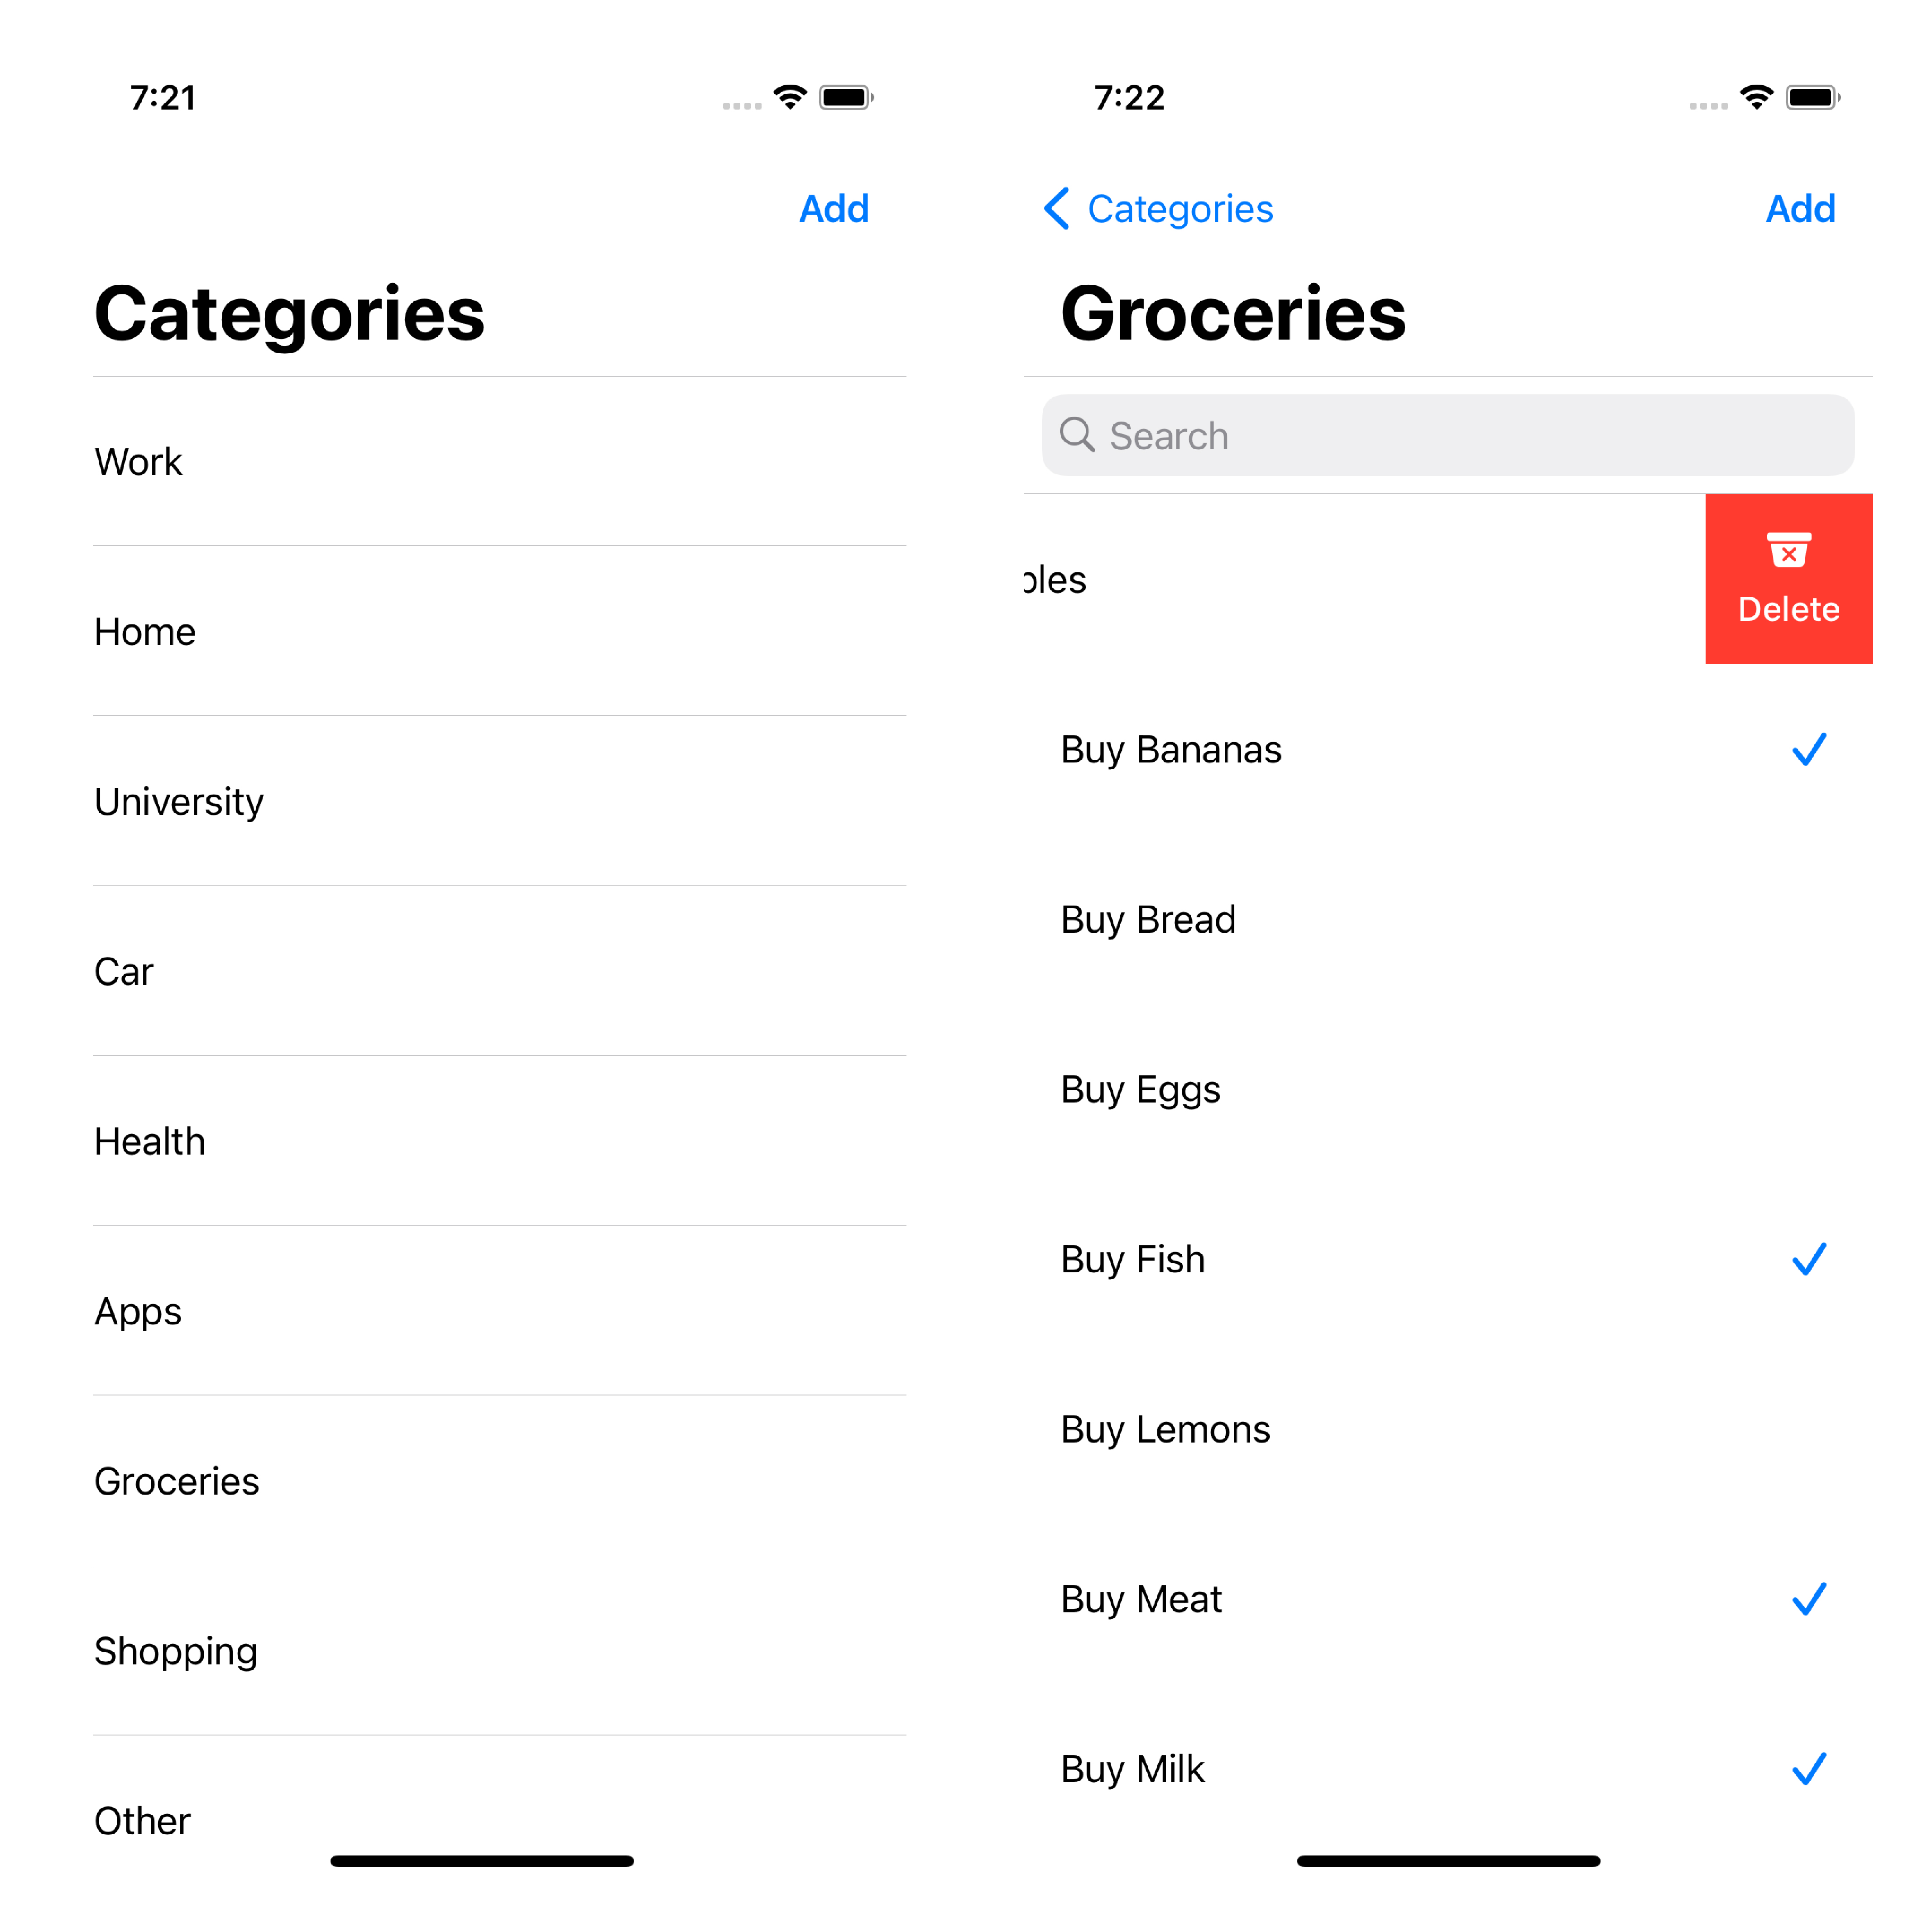 7:21
Add
Categories
Work
Home
University
Car
Health
Apps
Groceries
Shopping
Other
7:22
Categories
Add
Groceries
Search
Delete
Buy Bananas
Buy Bread
Buy Eggs
Buy Fish
Buy Lemons
Buy Meat
Buy Milk